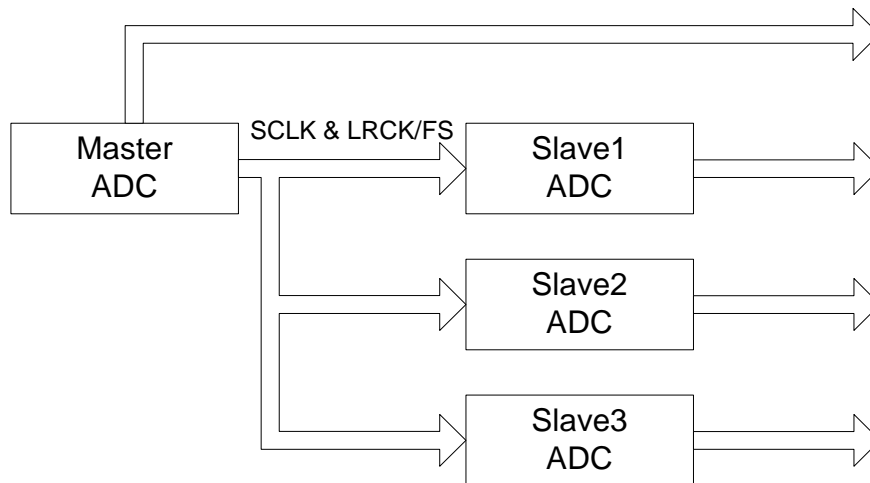 SCLK & LRCK/FS
Master
ADC
Slave1
ADC
Slave2
ADC
Slave3
ADC